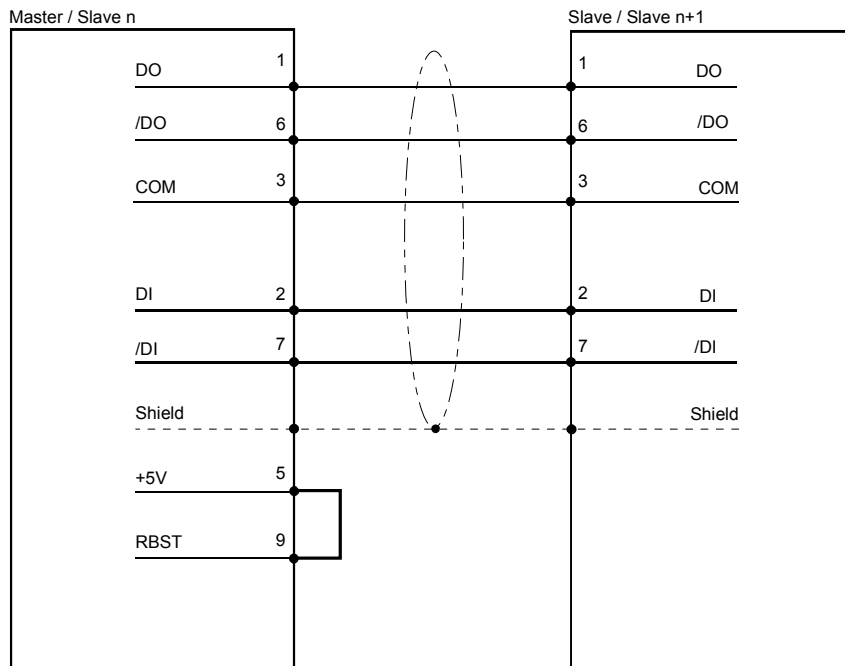 Master / Slave n
Slave / Slave n+1
DO 1 1 DO
/DO 6 6 /DO
COM 3 3 COM
DI 2 2 DI
/DI 7 7 /DI
Shield Shield
+5V 5
RBST 9